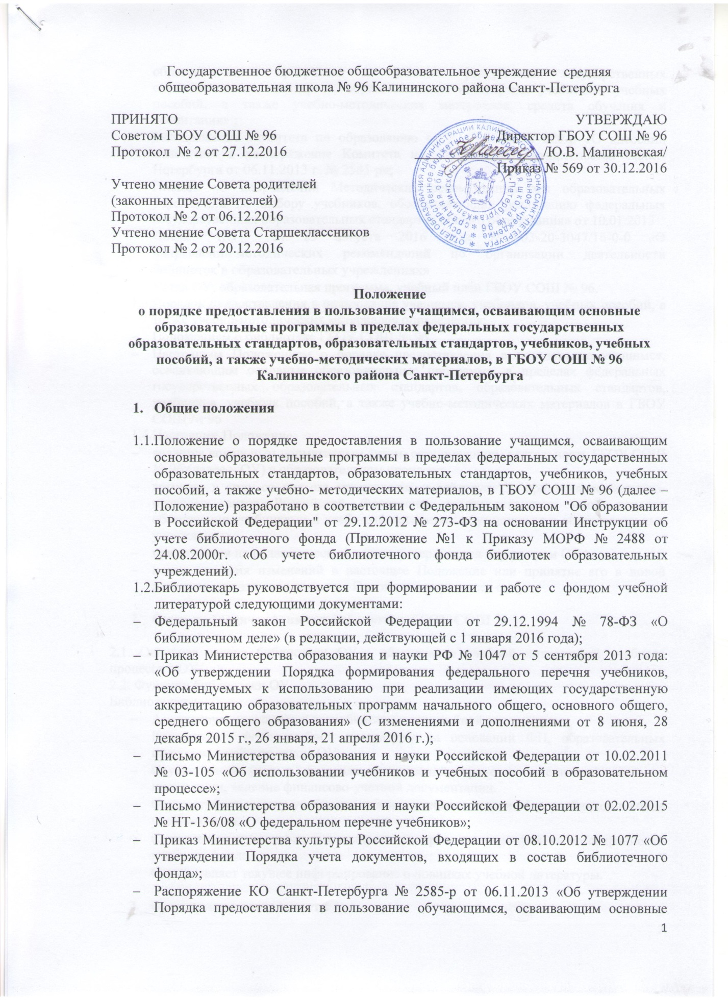 Государственное бюджетное общеобразовательное учреждение средняя
общеобразовательная школа № 96 Калининского района Санкт-Петербурга
ПРИНЯТО
Советом ГБОУ СОШ № 96
Протокол № 2 от 27.12.2016
Учтено мнение Совета родителей
(законных представителей)
Протокол № 2 от 06.12.2016
Учтено мнение Совета Старшеклассников
Протокол № 2 от 20.12.2016
УТВЕРЖДАЮ
Директор ГБОУ СОШ № 96
/Ю.В. Малиновская/
Приказ № 569 от 30.12.2016
Положение
о порядке предоставления в пользование учащимся, осваивающим основные
образовательные программы в пределах федеральных государственных
образовательных стандартов, образовательных стандартов, учебников, учебных
пособий, а также учебно-методических материалов, в ГБОУ СОШ № 96
Калининского района Санкт-Петербурга
1. Общие положения
1.1.Положение о порядке предоставления в пользование учащимся, осваивающим
основные образовательные программы в пределах федеральных государственных
образовательных стандартов, образовательных стандартов, учебников, учебных
пособий, а также учебно- методических материалов, в ГБОУ СОШ № 96 (далее –
Положение) разработано в соответствии с Федеральным законом "Об образовании
в Российской Федерации" от 29.12.2012 № 273-ФЗ на основании Инструкции об
учете библиотечного фонда (Приложение №1 к Приказу МОРФ № 2488 от
24.08.2000г. «Об учете библиотечного фонда библиотек образовательных
учреждений).
1.2.Библиотекарь руководствуется при формировании и работе с фондом учебной
литературой следующими документами:
– Федеральный закон Российской Федерации от 29.12.1994 № 78-ФЗ «О
библиотечном деле» (в редакции, действующей с 1 января 2016 года);
– Приказ Министерства образования и науки РФ № 1047 от 5 сентября 2013 года:
«Об утверждении Порядка формирования федерального перечня учебников,
рекомендуемых к использованию при реализации имеющих государственную
аккредитацию образовательных программ начального общего, основного общего,
среднего общего образования» (С изменениями и дополнениями от 8 июня, 28
декабря 2015 г., 26 января, 21 апреля 2016 г.);
– Письмо Министерства образования и науки Российской Федерации от 10.02.2011
№ 03-105 «Об использовании учебников и учебных пособий в образовательном
процессе»;
– Письмо Министерства образования и науки Российской Федерации от 02.02.2015
№ НТ-136/08 «О федеральном перечне учебников»;
– Приказ Министерства культуры Российской Федерации от 08.10.2012 № 1077 «Об
утверждении Порядка учета документов, входящих в состав библиотечного
фонда»;
– Распоряжение КО Санкт-Петербурга № 2585-р от 06.11.2013 «Об утверждении
Порядка предоставления в пользование обучающимся, осваивающим основные
1